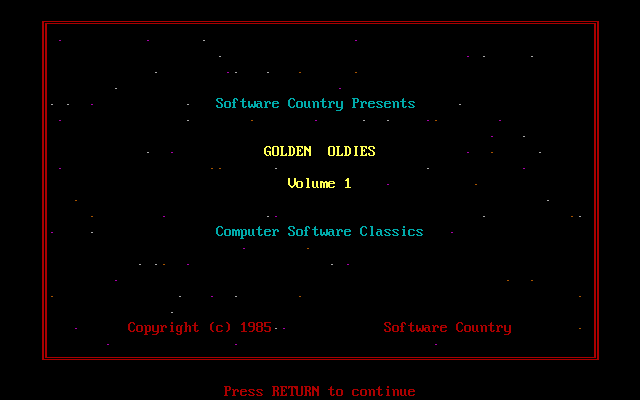 Software Country Presents
GOLDEN  OLDIES
Volume 1
Computer Software Classics
Copyright (c) 1985 Software Country
Press RETURN to continue